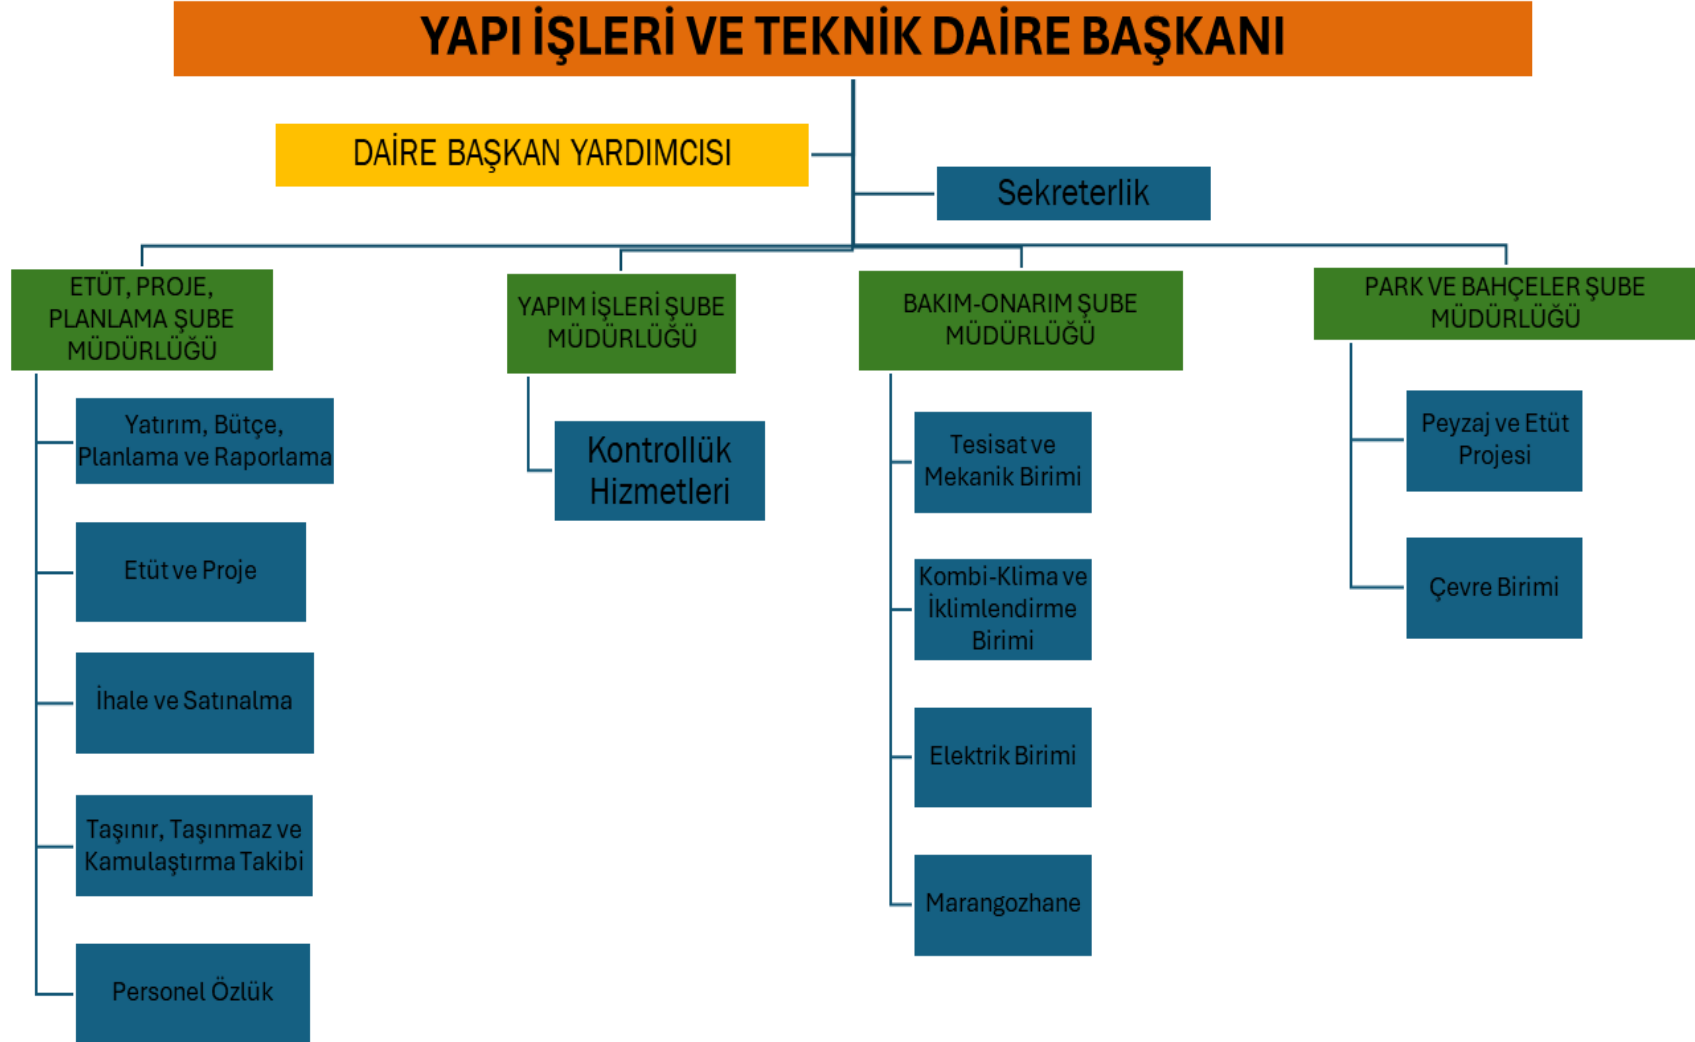 YAPI İŞLERİ VE TEKNİK DAİRE BAŞKANI
DAİRE BAŞKAN YARDIMCISI
Sekreterlik
ETÜT, PROJE,
PLANLAMA ŞUBE
MÜDÜRLÜĞÜ
Yatırım, Bütçe,
Planlama ve Raporlama
Etüt ve Proje
İhale ve Satınalma
Taşınır, Taşınmaz ve
Kamulaştırma Takibi
Personel Özlük
YAPIM İŞLERİ ŞUBE
MÜDÜRLÜĞÜ
Kontrollük
Hizmetleri
BAKIM-ONARIM ŞUBE
MÜDÜRLÜĞÜ
Tesisat ve
Mekanik Birimi
Kombi-Klima ve
İklimlendirme
Birimi
Elektrik Birimi
Marangozhane
PARK VE BAHÇELER ŞUBE
MÜDÜRLÜĞÜ
Peyzaj ve Etüt
Projesi
Çevre Birimi